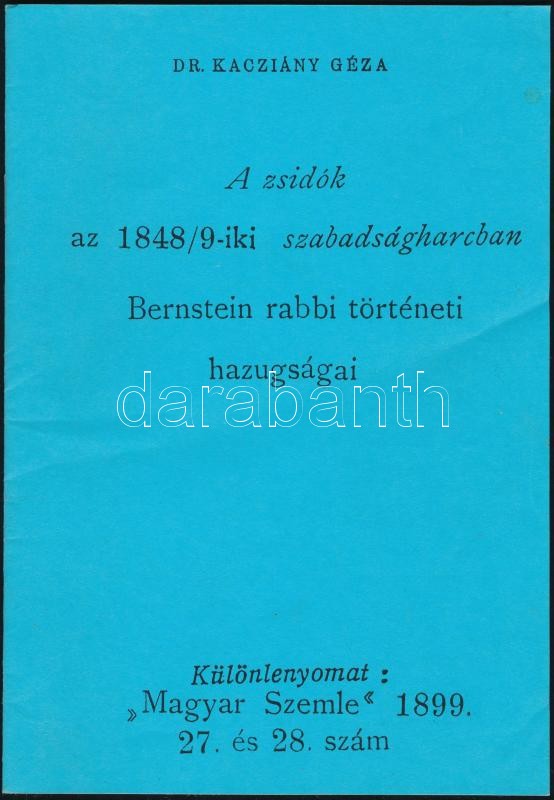 DR. KACZIÁNY GÉZA
A zsidók
az 1848/9-iki szabadságharcban
Bernstein rabbi történeti
hazugságai
darabanth
Különlenyomat :
„Magyar Szemle“ 1899.
27. és 28. szám